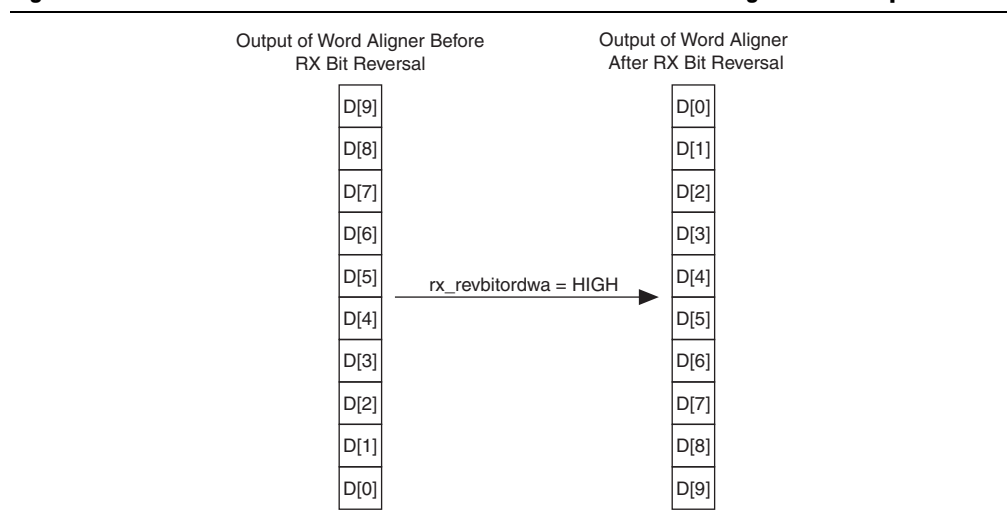 Output of Word Aligner Before
RX Bit Reversal
Output of Word Aligner
After RX Bit Reversal
D[9]
D[8]
D[7]
D[6]
D[5]
D[4]
D[3]
D[2]
D[1]
D[0]
rx_revbitordwa = HIGH
D[0]
D[1]
D[2]
D[3]
D[4]
D[5]
D[6]
D[7]
D[8]
D[9]